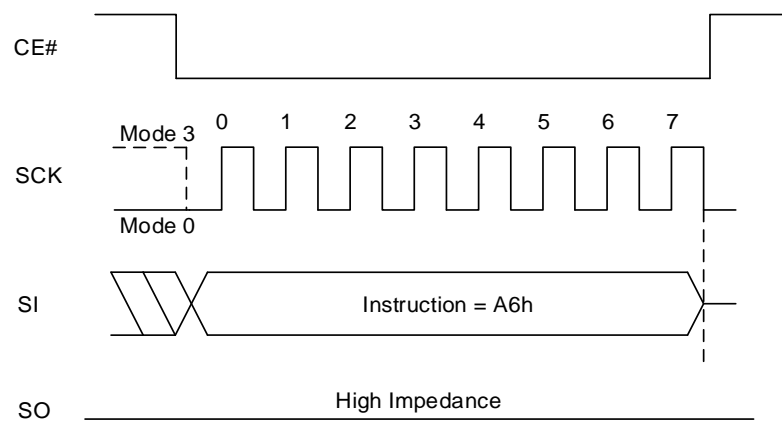 CE#
Mode 3
0 1 2 3 4 5 6 7
SCK
Mode 0
SI
Instruction = A6h
High Impedance
SO